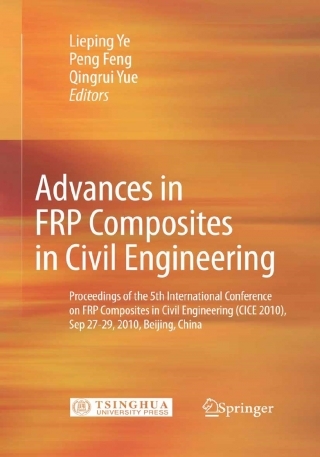 Lieping Ye
Peng Feng
Qingrui Yue
Editors
Advances in
FRP Composites
in Civil Engineering
Proceedings of the 5th International Conference
on FRP Composites in Civil Engineering (CICE 2010),
Sep 27-29, 2010, Beijing, China
TSINGHUA
UNIVERSITY PRESS
Springer